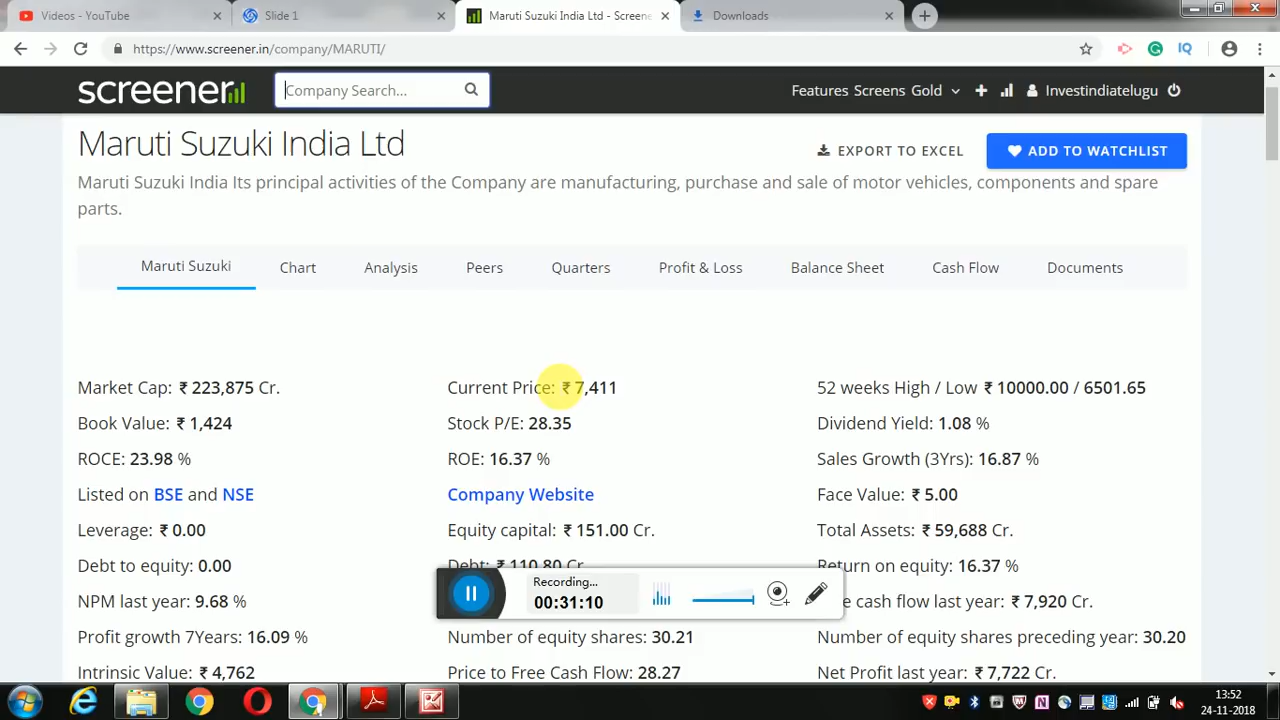 Videos - YouTube
Slide 1
Maruti Suzuki India Ltd - Screene
Downloads
https://www.screener.in/company/MARUTI/
screener
Company Search...
Features Screens Gold
Investindiatelugu
Maruti Suzuki India Ltd
EXPORT TO EXCEL
ADD TO WATCHLIST
Maruti Suzuki India Its principal activities of the Company are manufacturing, purchase and sale of motor vehicles, components and spare
parts.
Maruti Suzuki Chart Analysis Peers Quarters Profit & Loss Balance Sheet Cash Flow Documents
Market Cap: ₹ 223,875 Cr. Current Price: ₹ 7,411 52 weeks High / Low ₹ 10000.00 / 6501.65
Book Value: ₹ 1,424 Stock P/E: 28.35 Dividend Yield: 1.08 %
ROCE: 23.98 % ROE: 16.37 % Sales Growth (3Yrs): 16.87 %
Listed on BSE and NSE Company Website Face Value: ₹ 5.00
Leverage: ₹ 0.00 Equity capital: ₹ 151.00 Cr. Total Assets: ₹ 59,688 Cr.
Debt to equity: 0.00 Debt: ₹ 110.80 Cr. Return on equity: 16.37 %
Recording...
00:31:10
NPM last year: 9.68 % cash flow last year: ₹ 7,920 Cr.
Profit growth 7Years: 16.09 % Number of equity shares: 30.21 Number of equity shares preceding year: 30.20
Intrinsic Value: ₹ 4,762 Price to Free Cash Flow: 28.27 Net Profit last year: ₹ 7,722 Cr.
13:52
24-11-2018